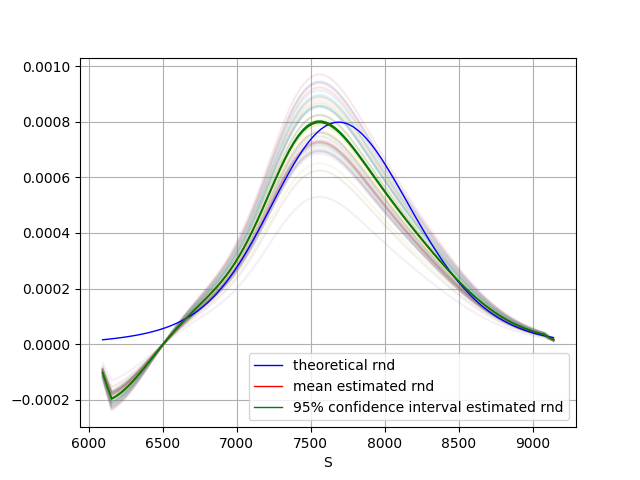 0.0010
0.0008
0.0006
0.0004
0.0002
0.0000
−0.0002
theoretical rnd
mean estimated rnd
95% confidence interval estimated rnd
6000 6500 7000 7500 8000 8500 9000
S